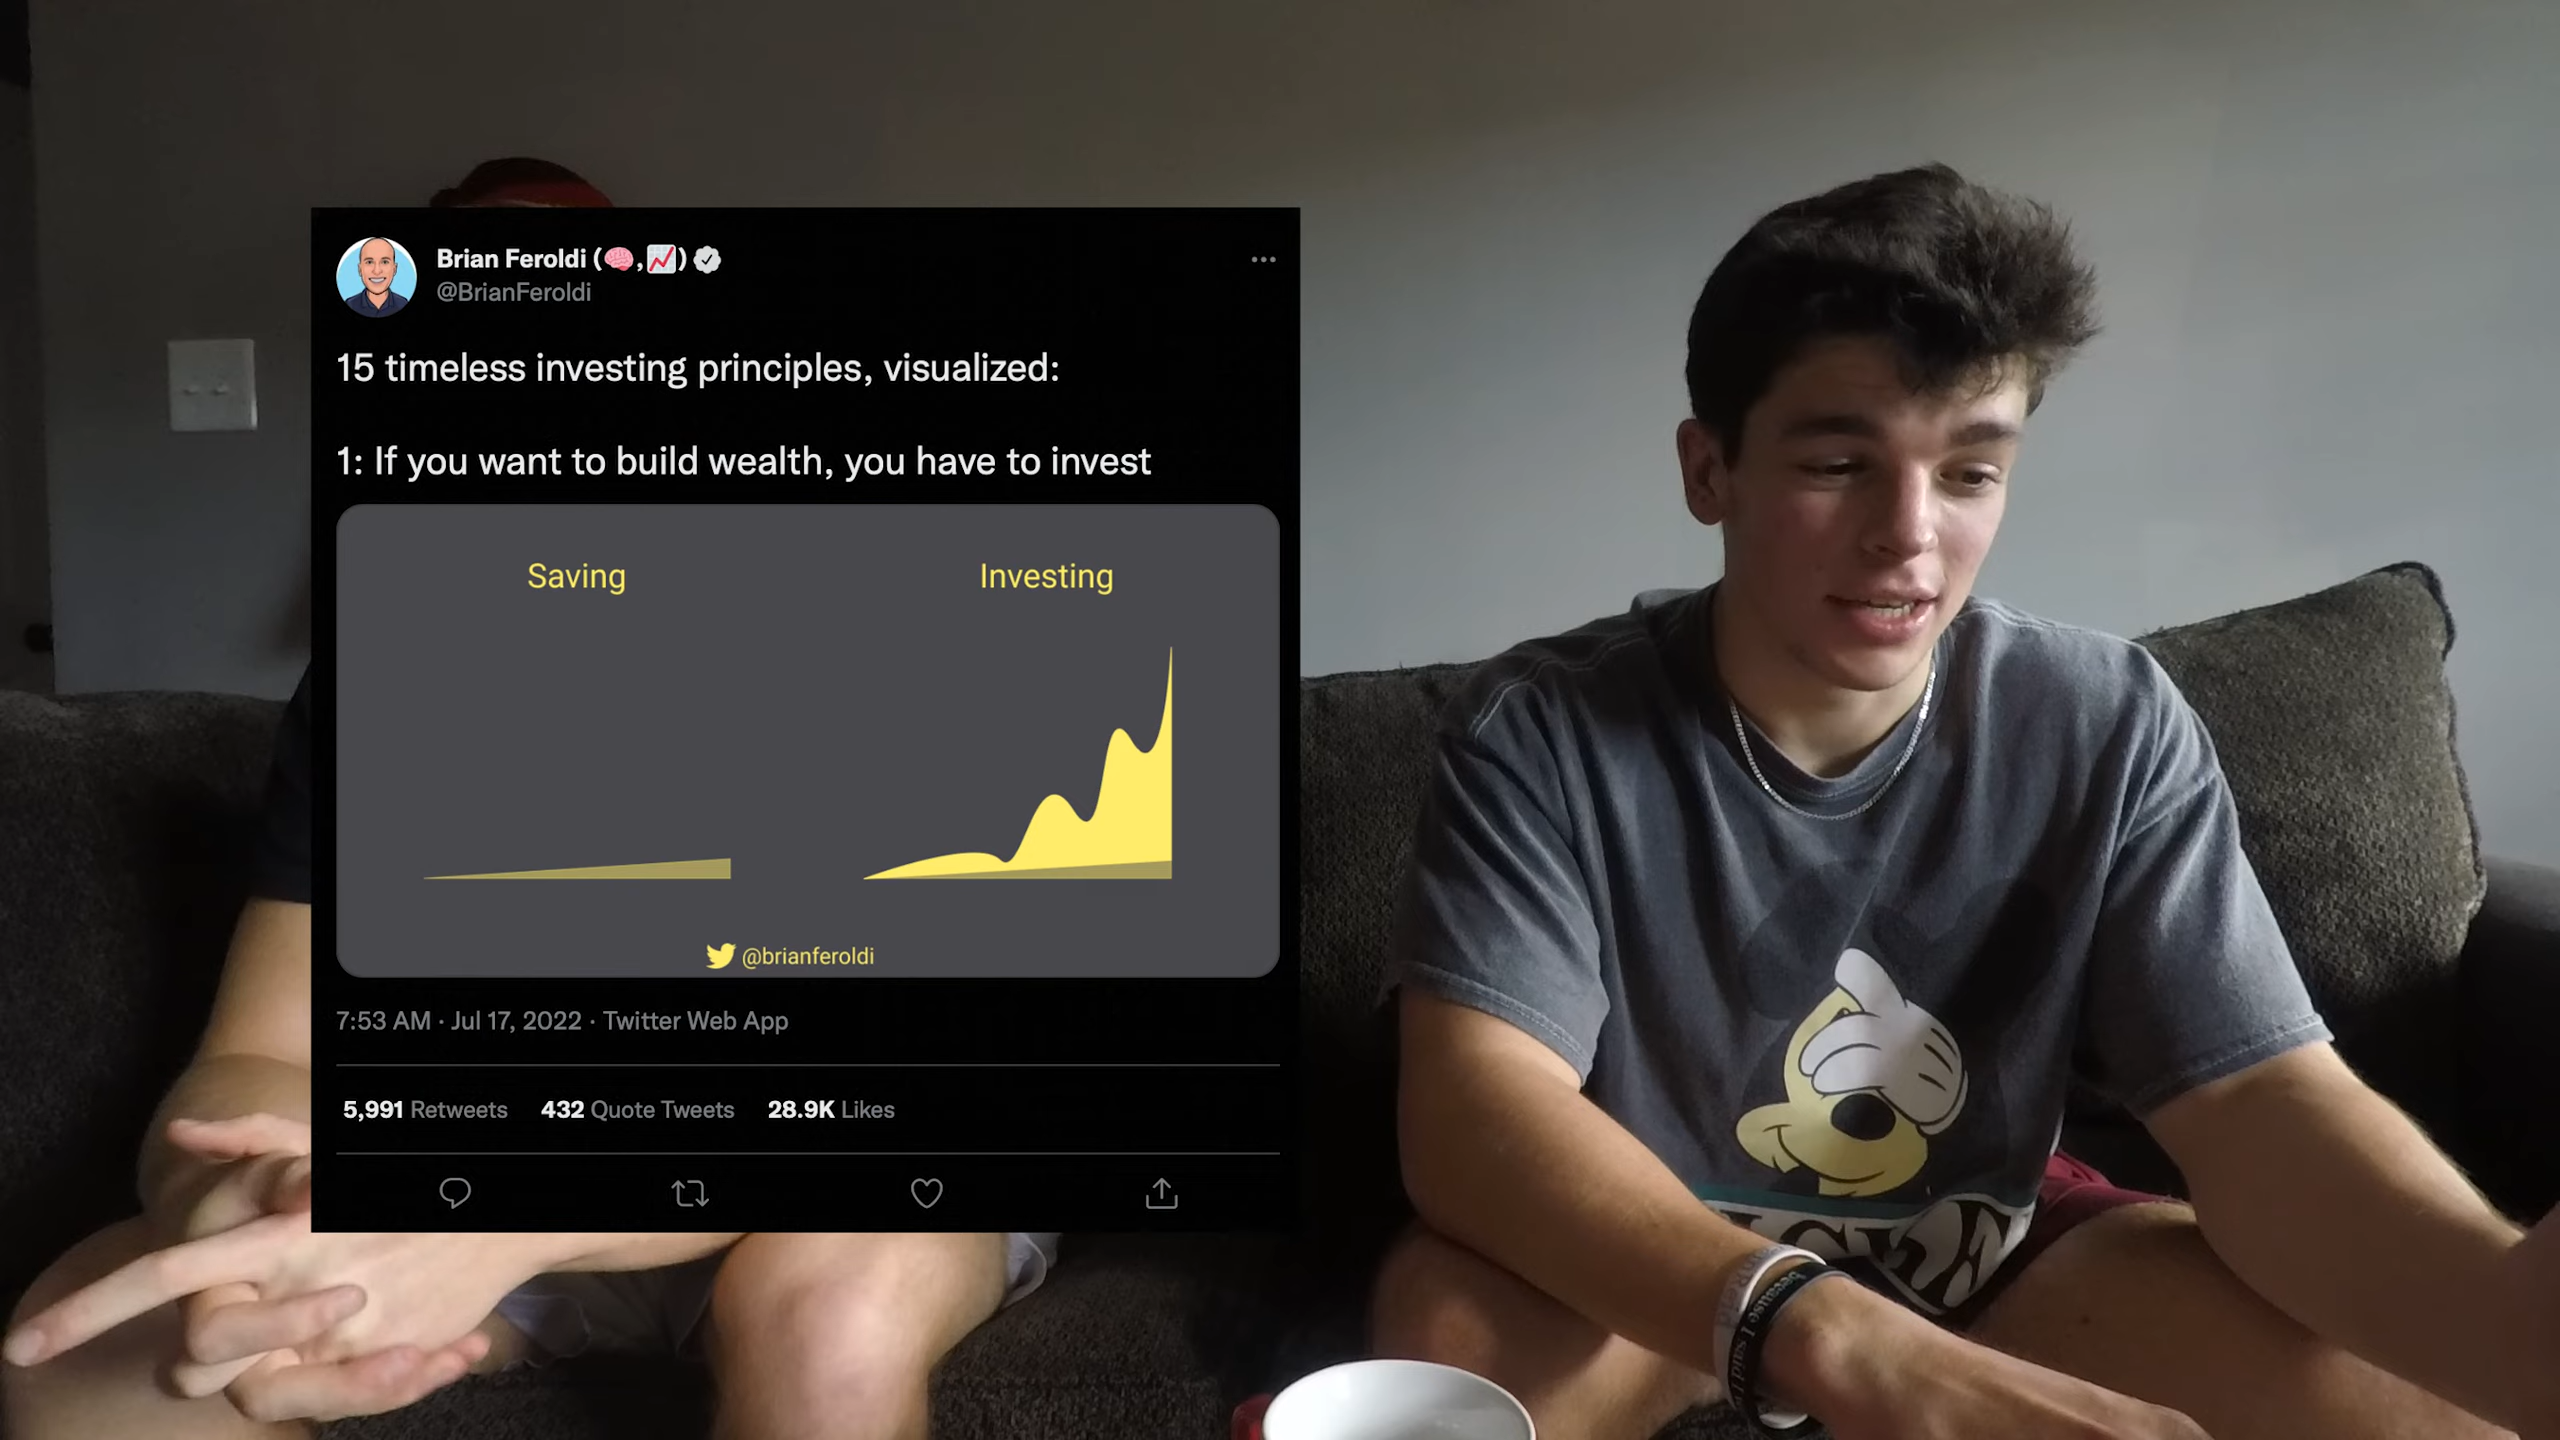 Brian Feroldi (🧠,📈)
@BrianFeroldi
15 timeless investing principles, visualized:
1: If you want to build wealth, you have to invest
Saving
Investing
@brianferoldi
7:53 AM · Jul 17, 2022 · Twitter Web App
5,991 Retweets 432 Quote Tweets 28.9K Likes
because I said I